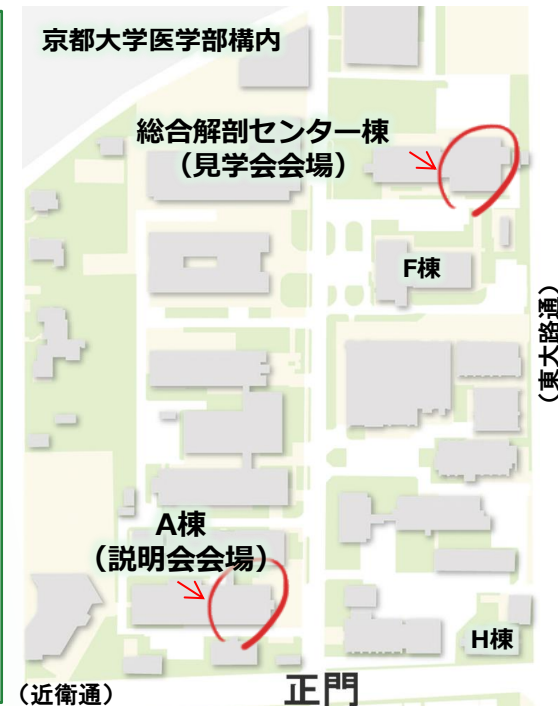 京都大学医学部構内
総合解剖センター棟
（見学会会場）
F棟
（東大路通）
A棟
（説明会会場）
H棟
（近衛通）
正門